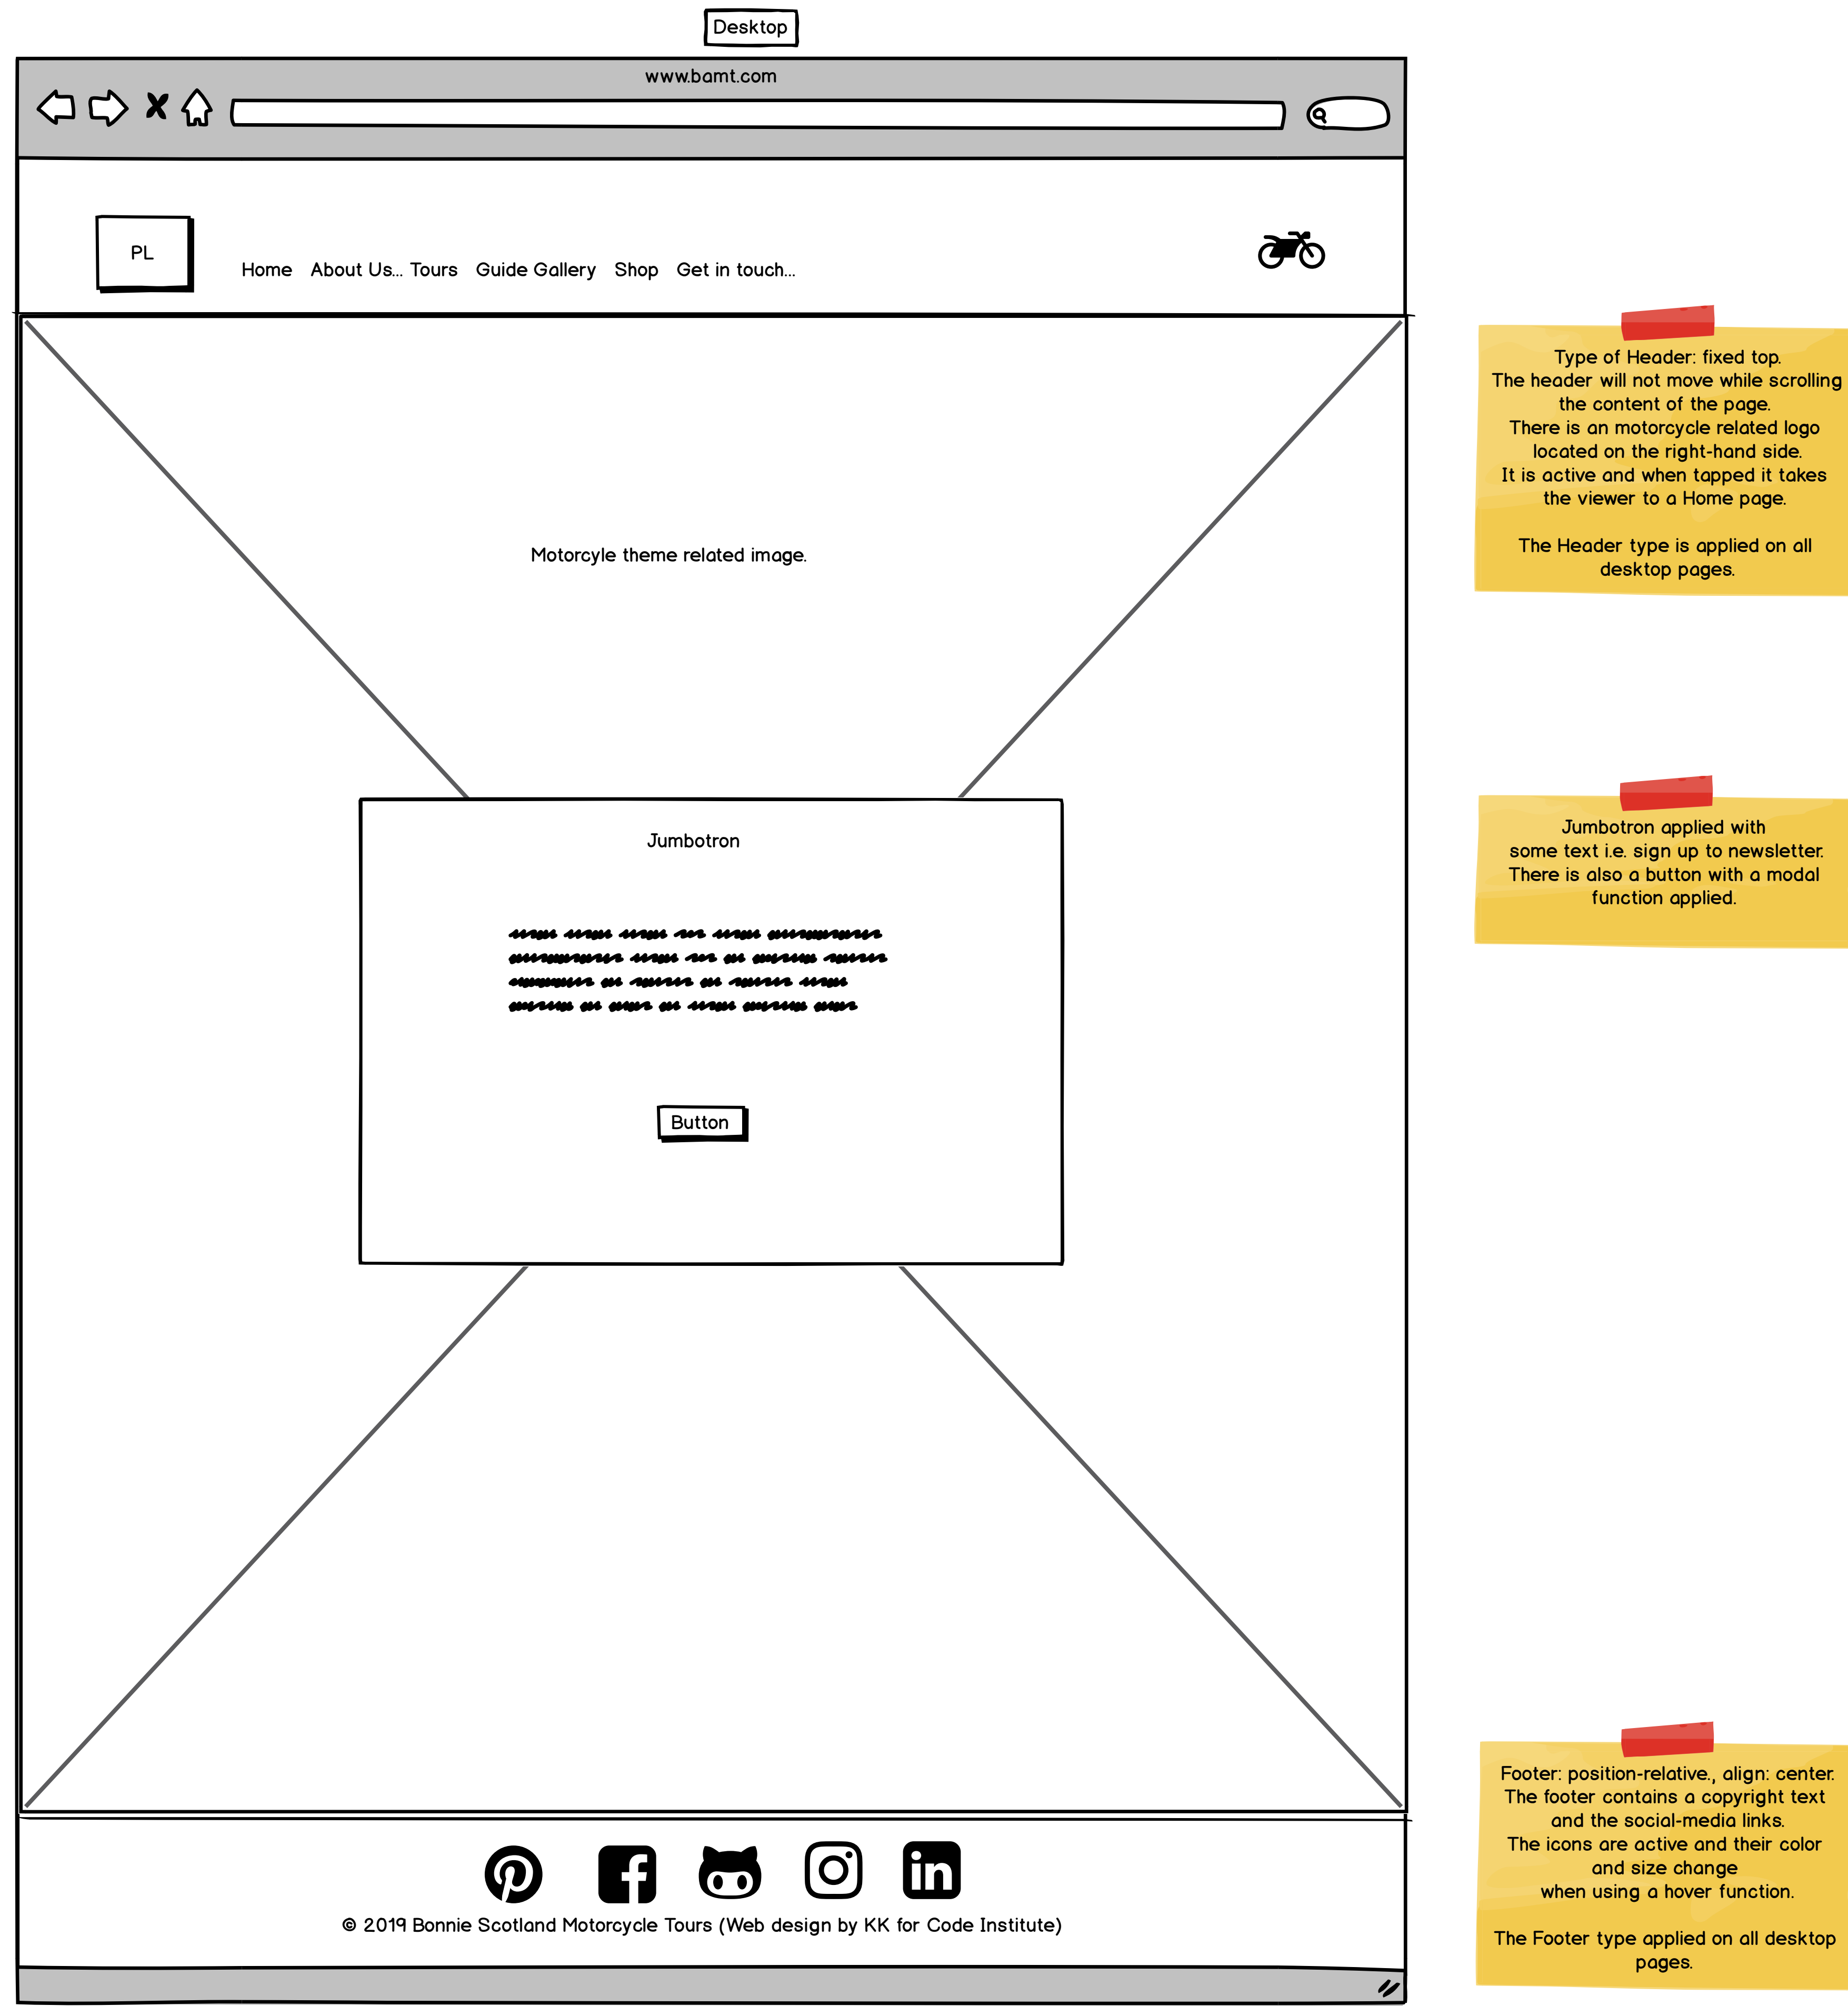 Desktop
www.bamt.com
PL
Home About Us... Tours Guide Gallery Shop Get in touch...
Type of Header: fixed top.
The header will not move while scrolling
the content of the page.
There is an motorcycle related logo
located on the right-hand side.
It is active and when tapped it takes
the viewer to a Home page.
The Header type is applied on all
desktop pages.
Motorcyle theme related image.
Jumbotron
Button
Jumbotron applied with
some text i.e. sign up to newsletter.
There is also a button with a modal
function applied.
Footer: position-relative., align: center.
The footer contains a copyright text
and the social-media links.
The icons are active and their color
and size change
when using a hover function.
The Footer type applied on all desktop
pages.
© 2019 Bonnie Scotland Motorcycle Tours (Web design by KK for Code Institute)